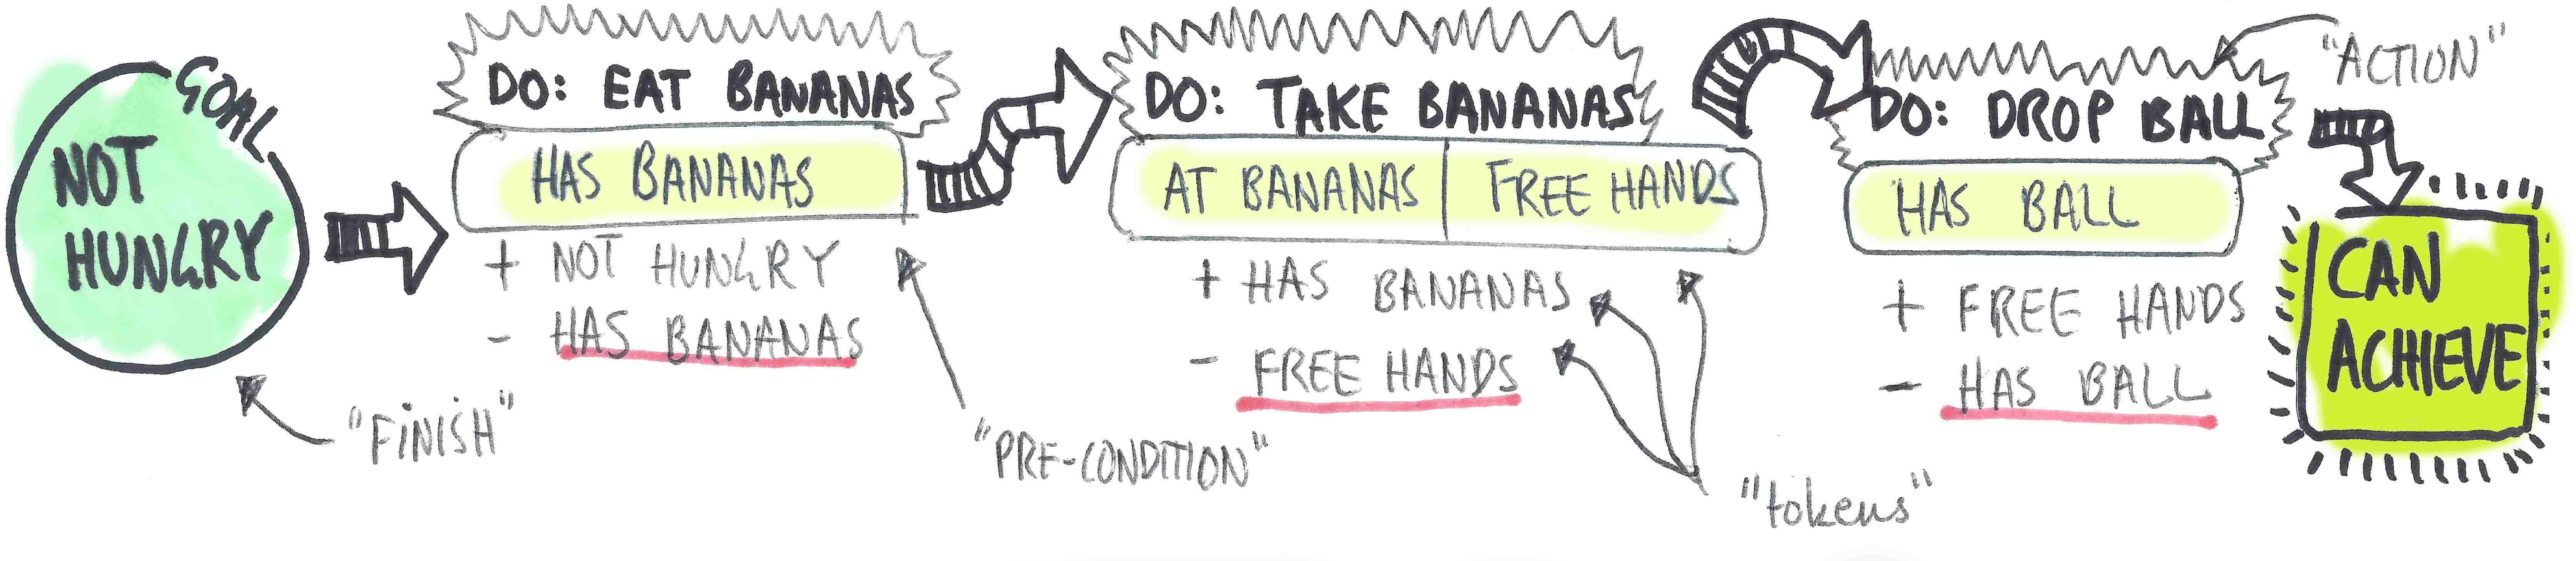 GOAL
NOT
HUNGRY
"FINISH"
DO: EAT BANANAS
HAS BANANAS
+ NOT HUNGRY
- HAS BANANAS
"PRE-CONDITION"
DO: TAKE BANANAS
AT BANANAS | FREE HANDS
+ HAS BANANAS
- FREE HANDS
"tokens"
DO: DROP BALL
HAS BALL
+ FREE HANDS
- HAS BALL
"ACTION"
CAN
ACHIEVE